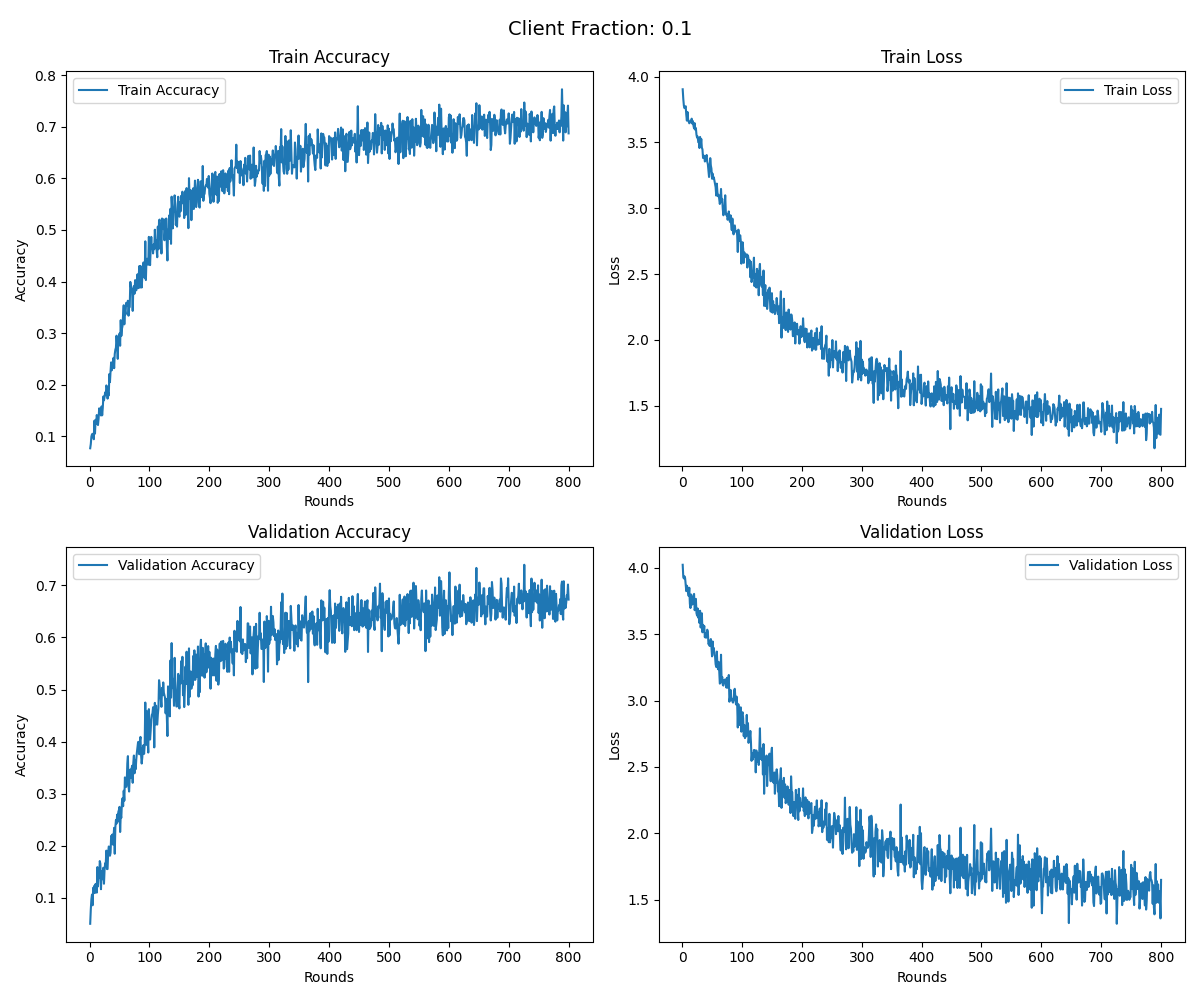 Client Fraction: 0.1
Train Accuracy
Train Accuracy
Accuracy
0.8
0.7
0.6
0.5
0.4
0.3
0.2
0.1
0 100 200 300 400 500 600 700 800
Rounds
Train Loss
Train Loss
Loss
4.0
3.5
3.0
2.5
2.0
1.5
0 100 200 300 400 500 600 700 800
Rounds
Validation Accuracy
Validation Accuracy
Accuracy
0.7
0.6
0.5
0.4
0.3
0.2
0.1
0 100 200 300 400 500 600 700 800
Rounds
Validation Loss
Validation Loss
Loss
4.0
3.5
3.0
2.5
2.0
1.5
0 100 200 300 400 500 600 700 800
Rounds